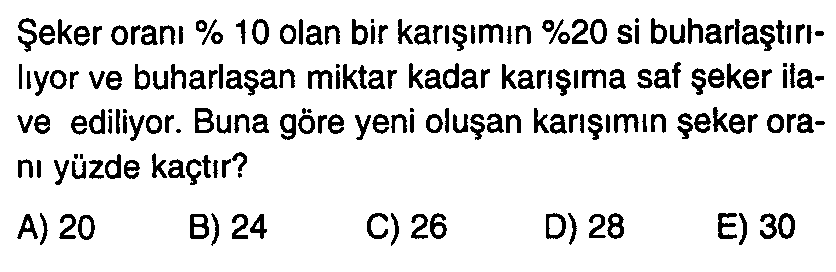 Şeker oranı % 10 olan bir karışımın %20 si buharlaştırı-
lıyor ve buharlaşan miktar kadar karışıma saf şeker ila-
ve ediliyor. Buna göre yeni oluşan karışımın şeker ora-
nı yüzde kaçtır?
A) 20 B) 24 C) 26 D) 28 E) 30